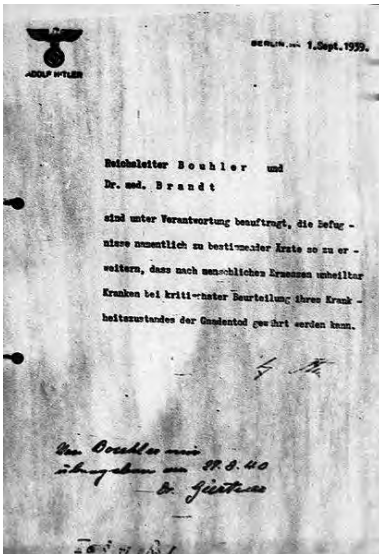 ADOLF HITLER
BERLIN, den 1.Sept.1939.
Reichsleiter B o u h l e r und
Dr. med. B r a n d t
sind unter Verantwortung beauftragt, die Befug -
nisse namentlich zu bestimmender Ärzte so zu er -
weitern, dass nach menschlichem Ermessen unheilbar
Kranken bei kritischster Beurteilung ihres Krank -
heitszustandes der Gnadentod gewährt werden kann.
Von Bouhler mir
übergeben am 27.8.40
Dr. Gürtner